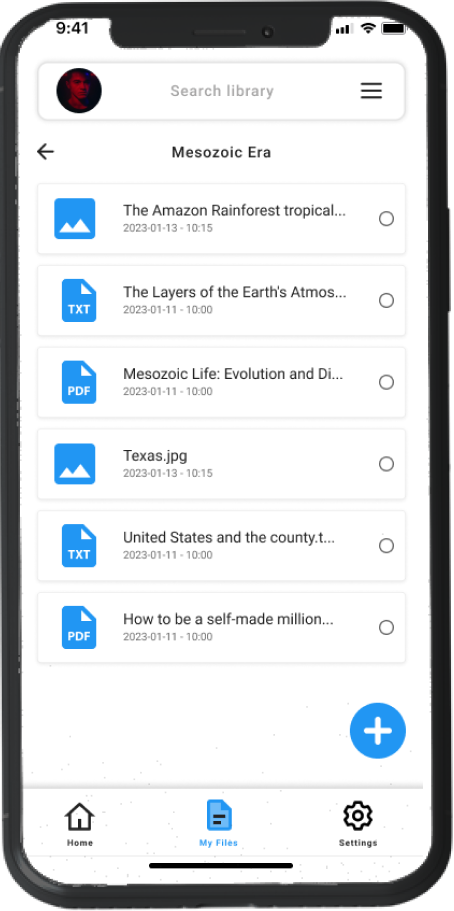 9:41
Search library
Mesozoic Era
The Amazon Rainforest tropical...
2023-01-13 - 10:15
The Layers of the Earth's Atmos...
2023-01-11 - 10:00
TXT
Mesozoic Life: Evolution and Di...
2023-01-11 - 10:00
PDF
Texas.jpg
2023-01-13 - 10:15
United States and the county.t...
2023-01-11 - 10:00
TXT
How to be a self-made million...
2023-01-11 - 10:00
PDF
Home
My Files
Settings